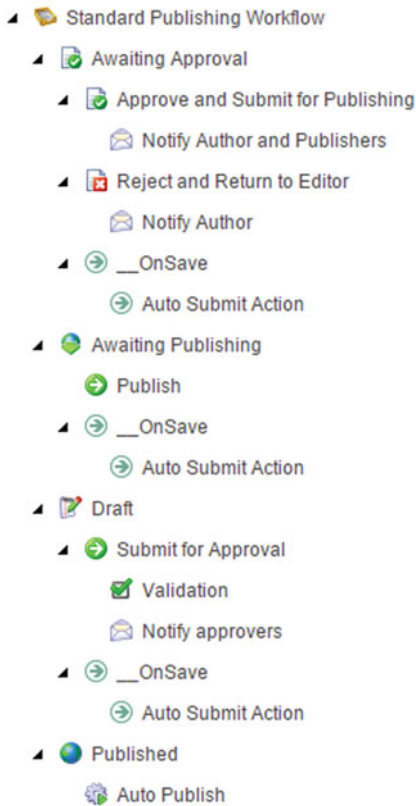 Standard Publishing Workflow
Awaiting Approval
Approve and Submit for Publishing
Notify Author and Publishers
Reject and Return to Editor
Notify Author
__OnSave
Auto Submit Action
Awaiting Publishing
Publish
__OnSave
Auto Submit Action
Draft
Submit for Approval
Validation
Notify approvers
__OnSave
Auto Submit Action
Published
Auto Publish